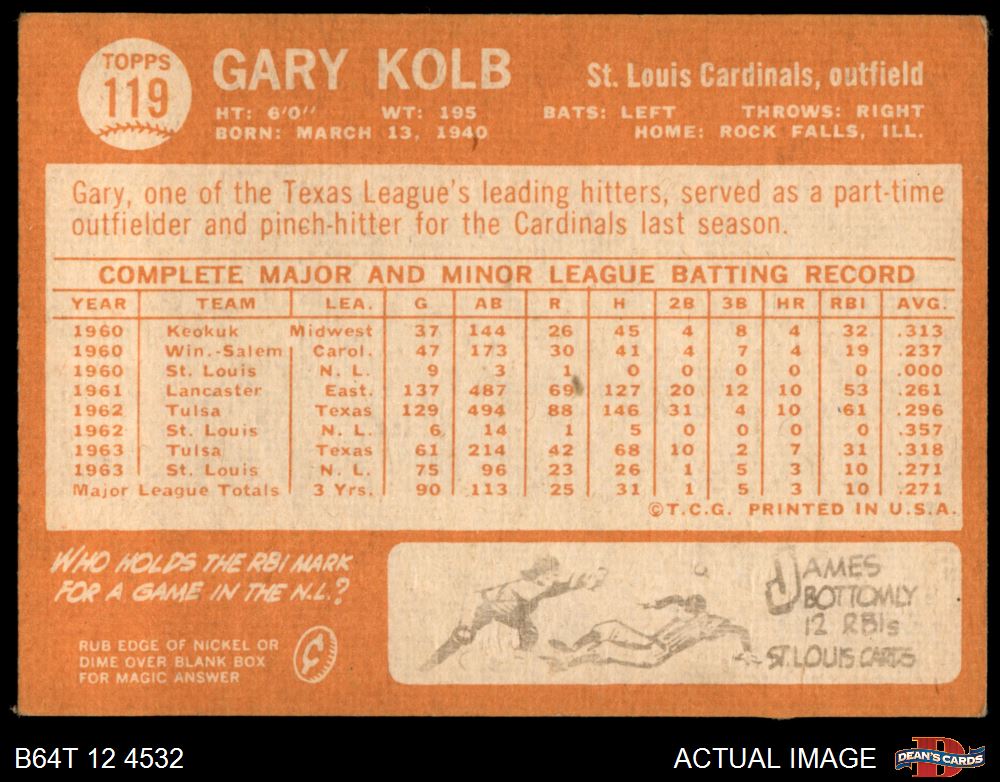 TOPPS
119
GARY KOLB
St. Louis Cardinals, outfield
HT: 6'0" WT: 195 BATS: LEFT THROWS: RIGHT
BORN: MARCH 13, 1940 HOME: ROCK FALLS, ILL.
Gary, one of the Texas League's leading hitters, served as a part-time
outfielder and pinch-hitter for the Cardinals last season.
COMPLETE MAJOR AND MINOR LEAGUE BATTING RECORD
YEAR TEAM LEA. G AB R H 2B 3B HR RBI AVG.
1960 Keokuk Midwest 37 144 26 45 4 8 4 32 .313
1960 Win.-Salem Carol. 47 173 30 41 4 7 4 19 .237
1960 St. Louis N. L. 9 3 1 0 0 0 0 0 .000
1961 Lancaster East. 137 487 69 127 20 12 10 53 .261
1962 Tulsa Texas 129 494 88 146 31 4 10 61 .296
1962 St. Louis N. L. 6 14 1 5 0 0 0 0 .357
1963 Tulsa Texas 61 214 42 68 10 2 7 31 .318
1963 St. Louis N. L. 75 96 23 26 1 5 3 10 .271
Major League Totals 3 Yrs. 90 113 25 31 1 5 3 10 .271
©T.C.G. PRINTED IN U.S.A.
WHO HOLDS THE RBI MARK
FOR A GAME IN THE N.L.?
RUB EDGE OF NICKEL OR
DIME OVER BLANK BOX
FOR MAGIC ANSWER
¢
JAMES
BOTTOMLY
12 RBIs
ST. LOUIS CARDS
B64T 12 4532
ACTUAL IMAGE
D
DEAN'S CARDS